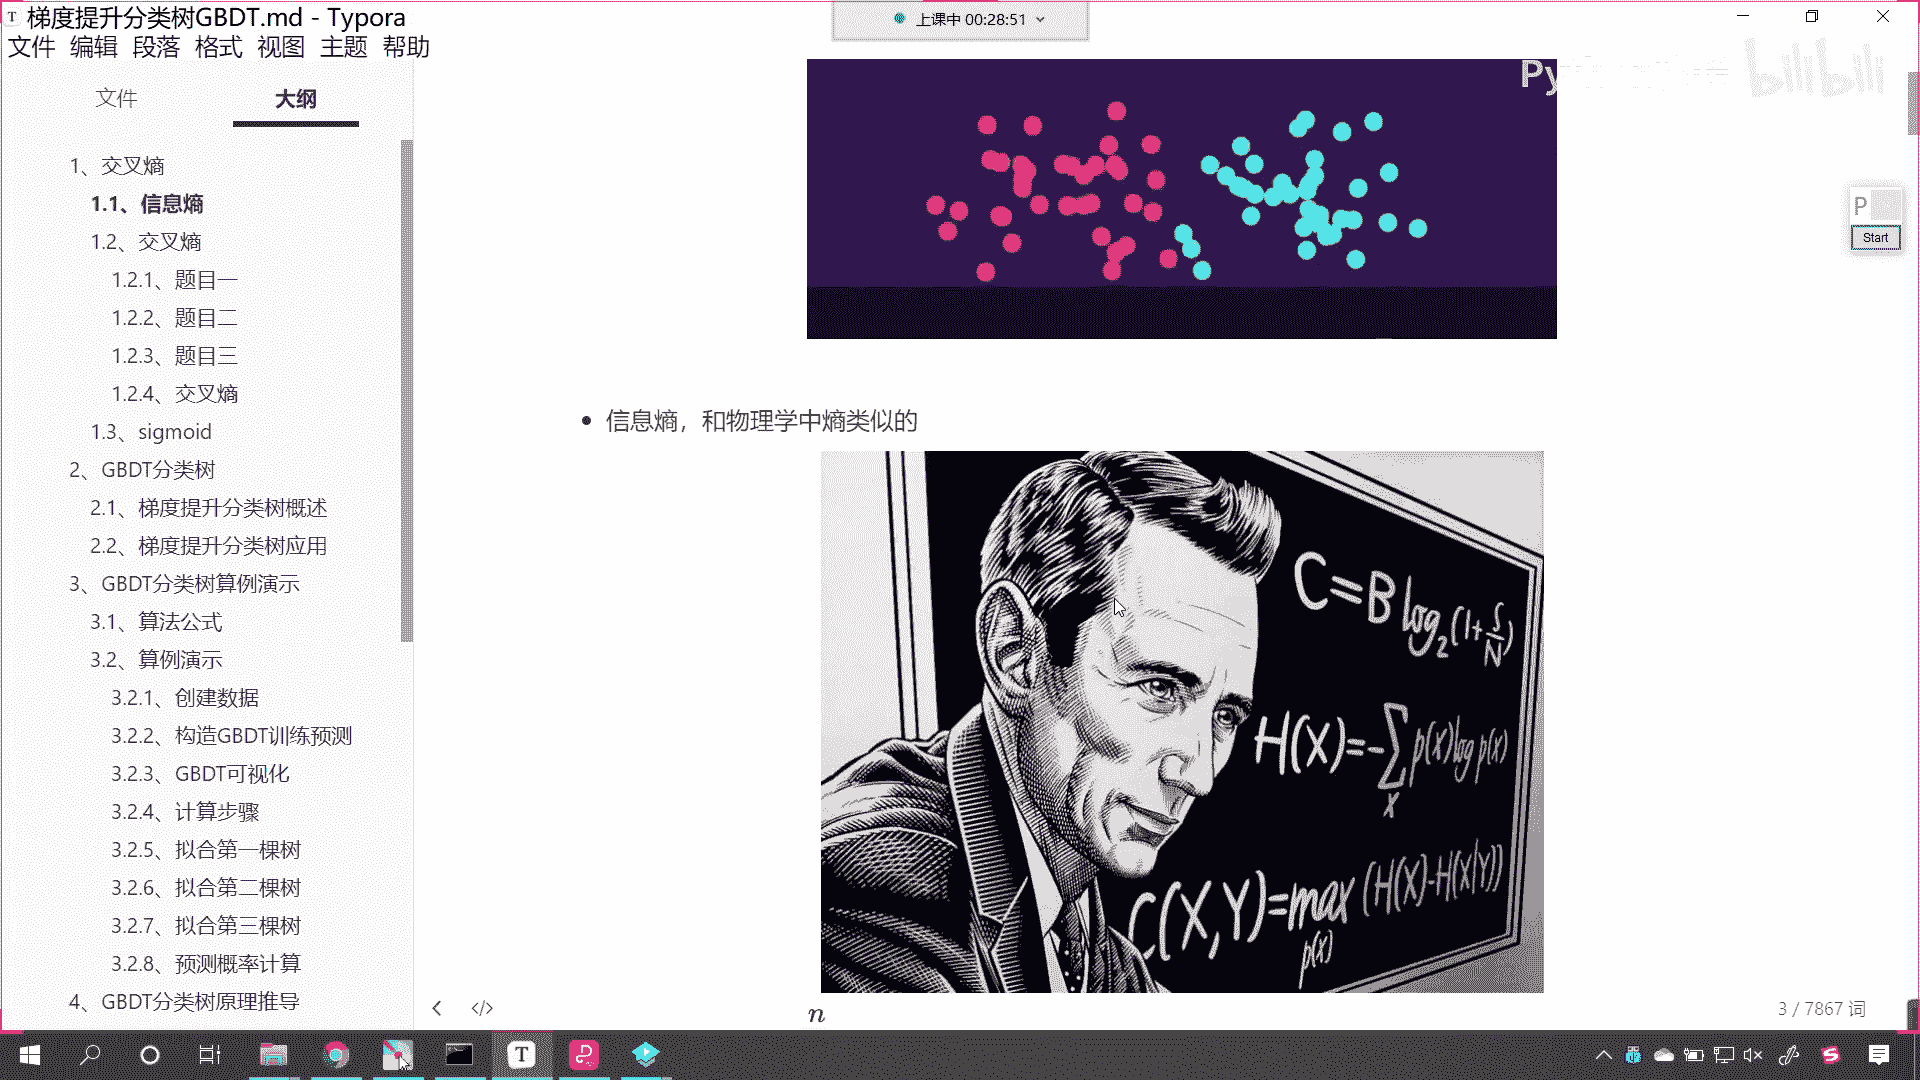 梯度提升分类树GBDT.md - Typora
上课中 00:28:51
文件 编辑 段落 格式 视图 主题 帮助
文件 大纲
1、交叉熵
1.1、信息熵
1.2、交叉熵
1.2.1、题目一
1.2.2、题目二
1.2.3、题目三
1.2.4、交叉熵
1.3、sigmoid
2、GBDT分类树
2.1、梯度提升分类树概述
2.2、梯度提升分类树应用
3、GBDT分类树算例演示
3.1、算法公式
3.2、算例演示
3.2.1、创建数据
3.2.2、构造GBDT训练预测
3.2.3、GBDT可视化
3.2.4、计算步骤
3.2.5、拟合第一棵树
3.2.6、拟合第二棵树
3.2.7、拟合第三棵树
3.2.8、预测概率计算
4、GBDT分类树原理推导
bilibili
P
Start
• 信息熵，和物理学中熵类似的
C=B log₂(1+S/N)
H(X)=-∑ p(x)log p(x)
x
C(X,Y)=max (H(X)-H(X|Y))
p(x)
n
</> 
3 / 7867 词